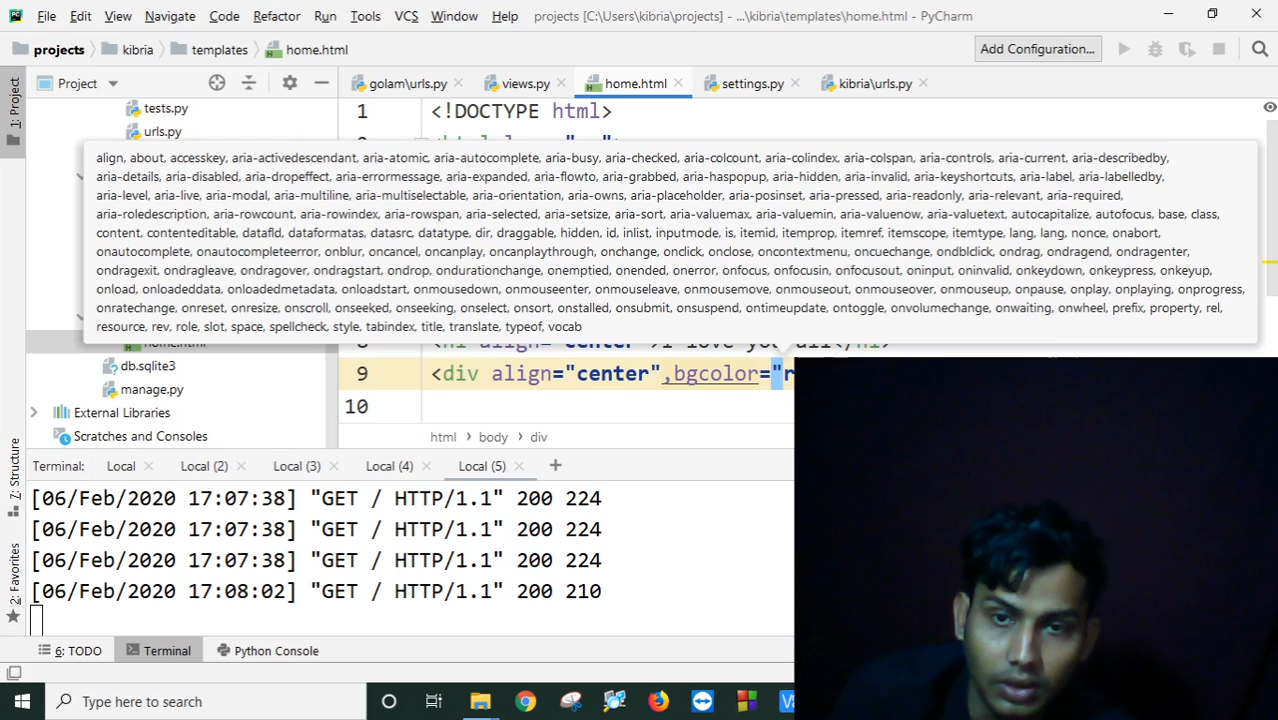 File Edit View Navigate Code Refactor Run Tools VCS Window Help projects [C:\Users\kibria\projects] - ...\kibria\templates\home.html - PyCharm
projects kibria templates home.html Add Configuration...
1: Project
Project golam\urls.py views.py home.html settings.py kibria\urls.py
tests.py
urls.py
1 <!DOCTYPE html>
align, about, accesskey, aria-activedescendant, aria-atomic, aria-autocomplete, aria-busy, aria-checked, aria-colcount, aria-colindex, aria-colspan, aria-controls, aria-current, aria-describedby,
aria-details, aria-disabled, aria-dropeffect, aria-errormessage, aria-expanded, aria-flowto, aria-grabbed, aria-haspopup, aria-hidden, aria-invalid, aria-keyshortcuts, aria-label, aria-labelledby,
aria-level, aria-live, aria-modal, aria-multiline, aria-multiselectable, aria-orientation, aria-owns, aria-placeholder, aria-posinset, aria-pressed, aria-readonly, aria-relevant, aria-required,
aria-roledescription, aria-rowcount, aria-rowindex, aria-rowspan, aria-selected, aria-setsize, aria-sort, aria-valuemax, aria-valuemin, aria-valuenow, aria-valuetext, autocapitalize, autofocus, base, class,
content, contenteditable, datafld, dataformatas, datasrc, datatype, dir, draggable, hidden, id, inlist, inputmode, is, itemid, itemprop, itemref, itemscope, itemtype, lang, lang, nonce, onabort,
onautocomplete, onautocompleteerror, onblur, oncancel, oncanplay, oncanplaythrough, onchange, onclick, onclose, oncontextmenu, oncuechange, ondblclick, ondrag, ondragend, ondragenter,
ondragexit, ondragleave, ondragover, ondragstart, ondrop, ondurationchange, onemptied, onended, onerror, onfocus, onfocusin, onfocusout, oninput, oninvalid, onkeydown, onkeypress, onkeyup,
onload, onloadeddata, onloadedmetadata, onloadstart, onmousedown, onmouseenter, onmouseleave, onmousemove, onmouseout, onmouseover, onmouseup, onpause, onplay, onplaying, onprogress,
onratechange, onreset, onresize, onscroll, onseeked, onseeking, onselect, onsort, onstalled, onsubmit, onsuspend, ontimeupdate, ontoggle, onvolumechange, onwaiting, onwheel, prefix, property, rel,
resource, rev, role, slot, space, spellcheck, style, tabindex, title, translate, typeof, vocab
9 <div align="center",bgcolor="r
10
db.sqlite3
manage.py
External Libraries
Scratches and Consoles
html body div
Terminal: Local Local (2) Local (3) Local (4) Local (5)
[06/Feb/2020 17:07:38] "GET / HTTP/1.1" 200 224
[06/Feb/2020 17:07:38] "GET / HTTP/1.1" 200 224
[06/Feb/2020 17:07:38] "GET / HTTP/1.1" 200 224
[06/Feb/2020 17:08:02] "GET / HTTP/1.1" 200 210
7: Structure
2: Favorites
6: TODO Terminal Python Console
Type here to search